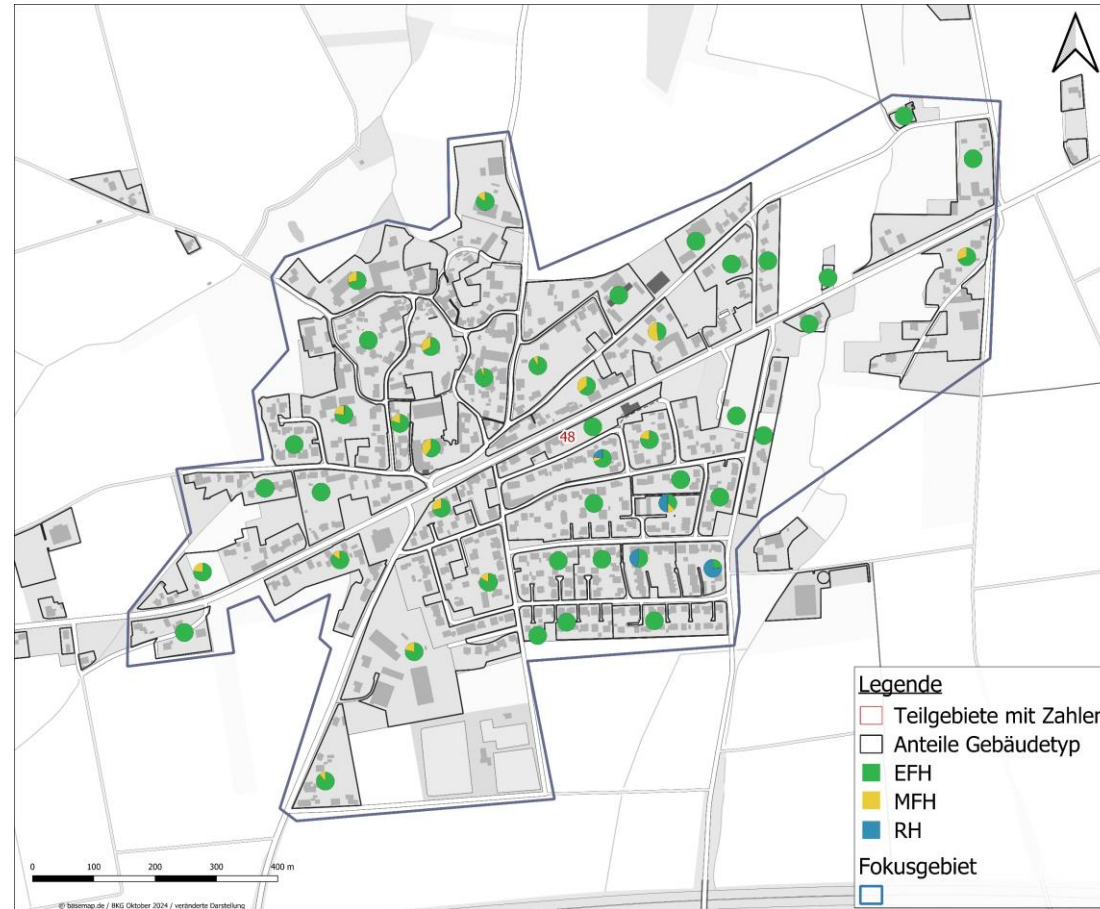 48
Legende
Teilgebiete mit Zahlen
Anteile Gebäudetyp
EFH
MFH
RH
Fokusgebiet
0 100 200 300 400 m
© basemap.de / BKG Oktober 2024 / veränderte Darstellung